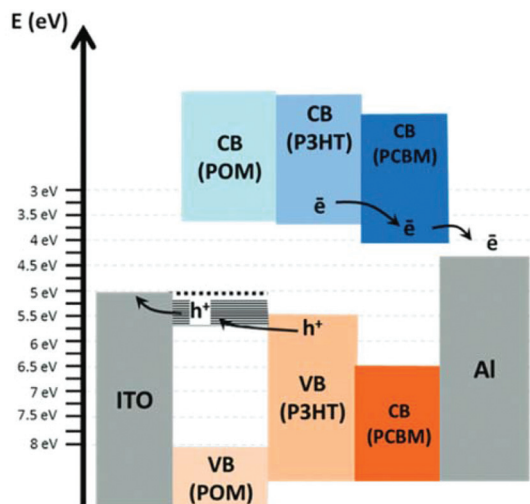 E (eV)
CB
(POM)
CB
(P3HT)
CB
(PCBM)
3 eV
3.5 eV
4 eV
4.5 eV
5 eV
5.5 eV
6 eV
6.5 eV
7 eV
7.5 eV
8 eV
ē
ē
ē
h⁺
h⁺
ITO
VB
(POM)
VB
(P3HT)
CB
(PCBM)
Al